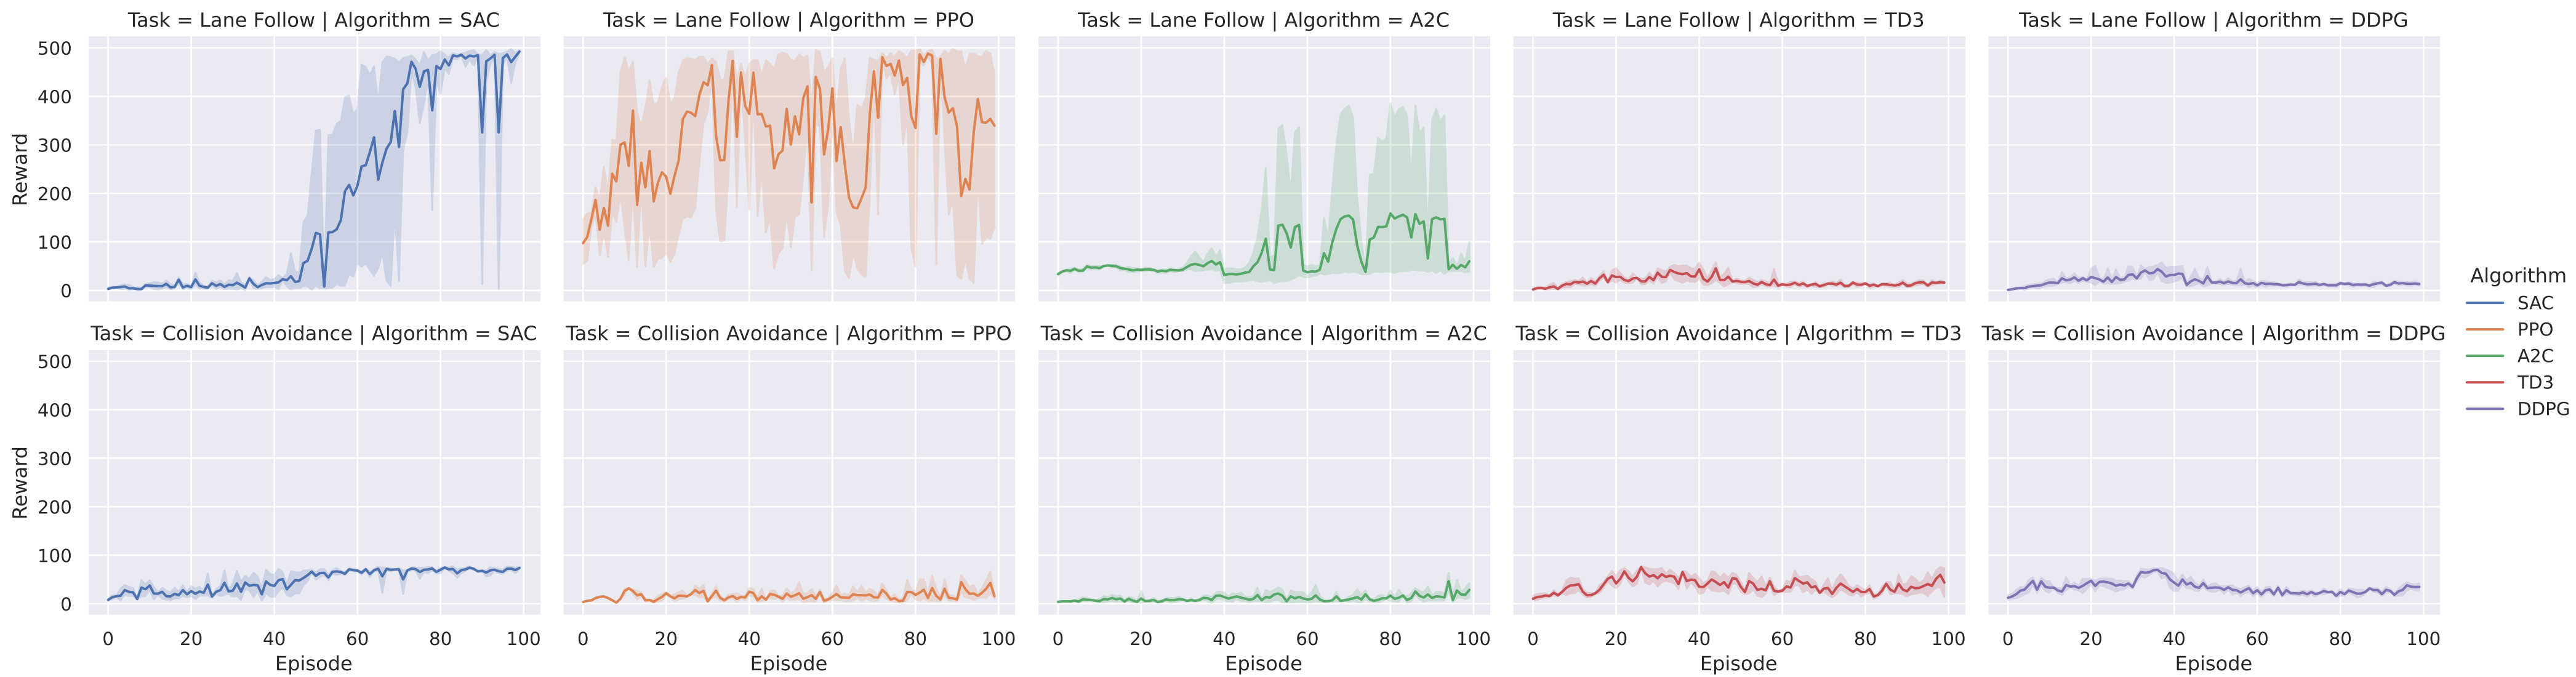 Task = Lane Follow | Algorithm = SAC
Task = Lane Follow | Algorithm = PPO
Task = Lane Follow | Algorithm = A2C
Task = Lane Follow | Algorithm = TD3
Task = Lane Follow | Algorithm = DDPG
500
400
300
200
100
0
Reward
Task = Collision Avoidance | Algorithm = SAC
Task = Collision Avoidance | Algorithm = PPO
Task = Collision Avoidance | Algorithm = A2C
Task = Collision Avoidance | Algorithm = TD3
Task = Collision Avoidance | Algorithm = DDPG
500
400
300
200
100
0
Reward
0 20 40 60 80 100
Episode
0 20 40 60 80 100
Episode
0 20 40 60 80 100
Episode
0 20 40 60 80 100
Episode
0 20 40 60 80 100
Episode
Algorithm
SAC
PPO
A2C
TD3
DDPG